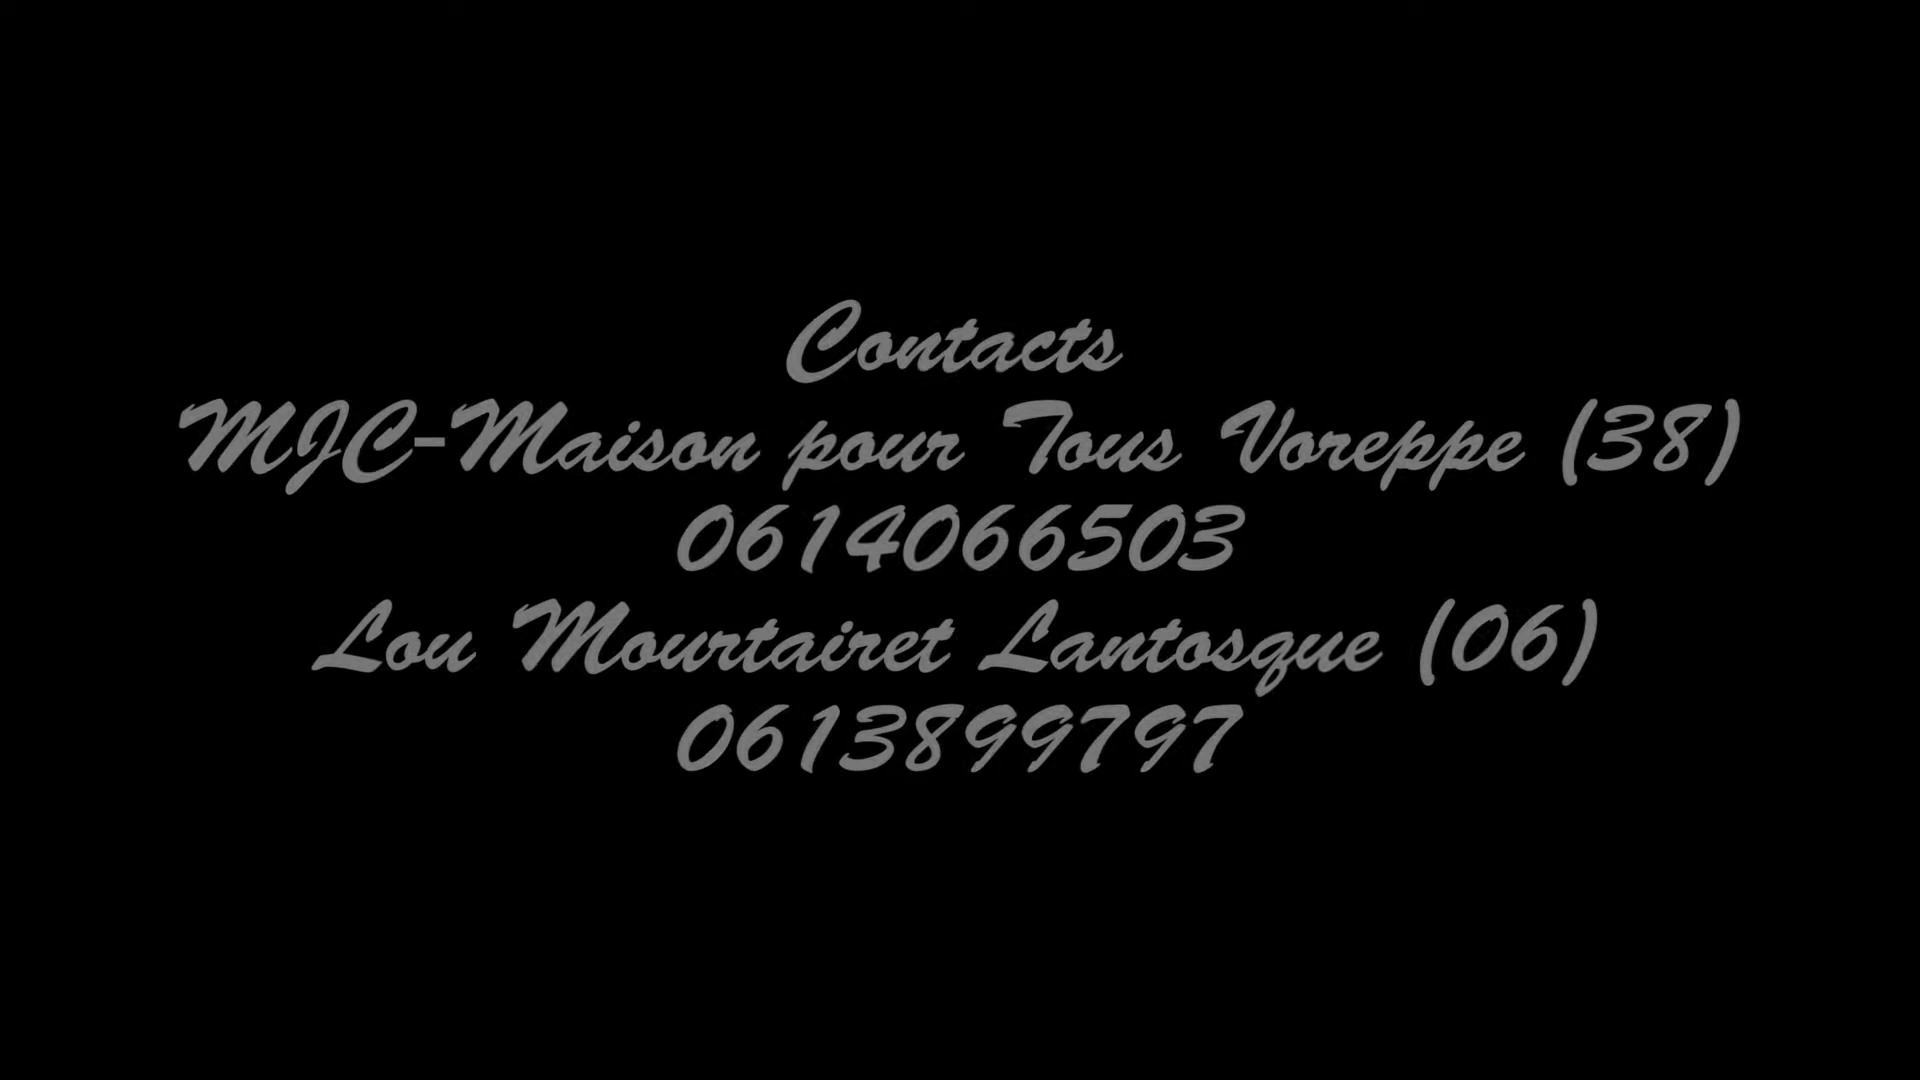 Contacts
MJC-Maison pour Tous Voreppe (38)
0614066503
Lou Mourtairet Lantosque (06)
0613899797